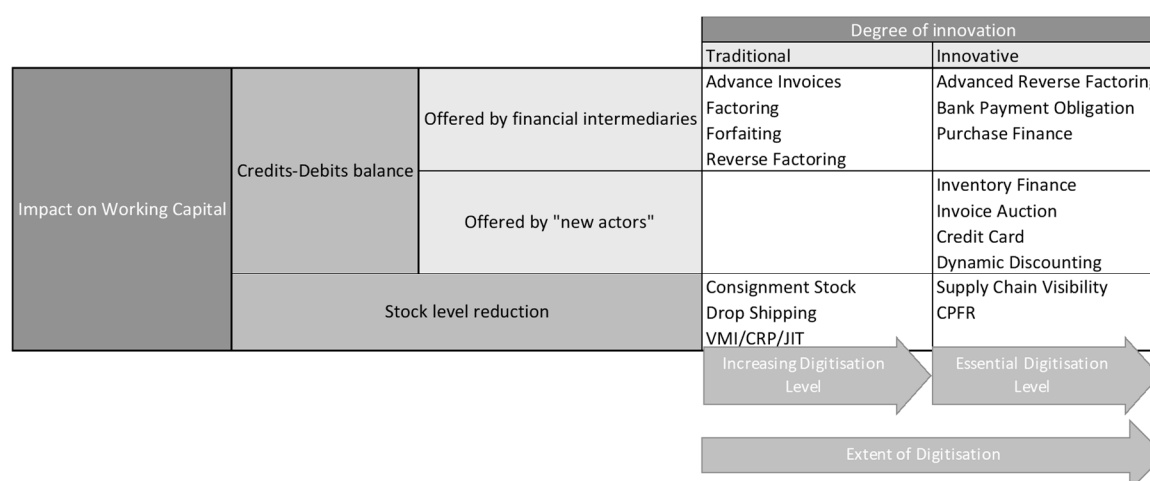 Degree of innovation
Traditional
Innovative
Impact on Working Capital
Credits-Debits balance
Offered by financial intermediaries
Advance Invoices
Factoring
Forfaiting
Reverse Factoring
Advanced Reverse Factoring
Bank Payment Obligation
Purchase Finance
Offered by "new actors"
Inventory Finance
Invoice Auction
Credit Card
Dynamic Discounting
Stock level reduction
Consignment Stock
Drop Shipping
VMI/CRP/JIT
Supply Chain Visibility
CPFR
Increasing Digitisation
Level
Essential Digitisation
Level
Extent of Digitisation